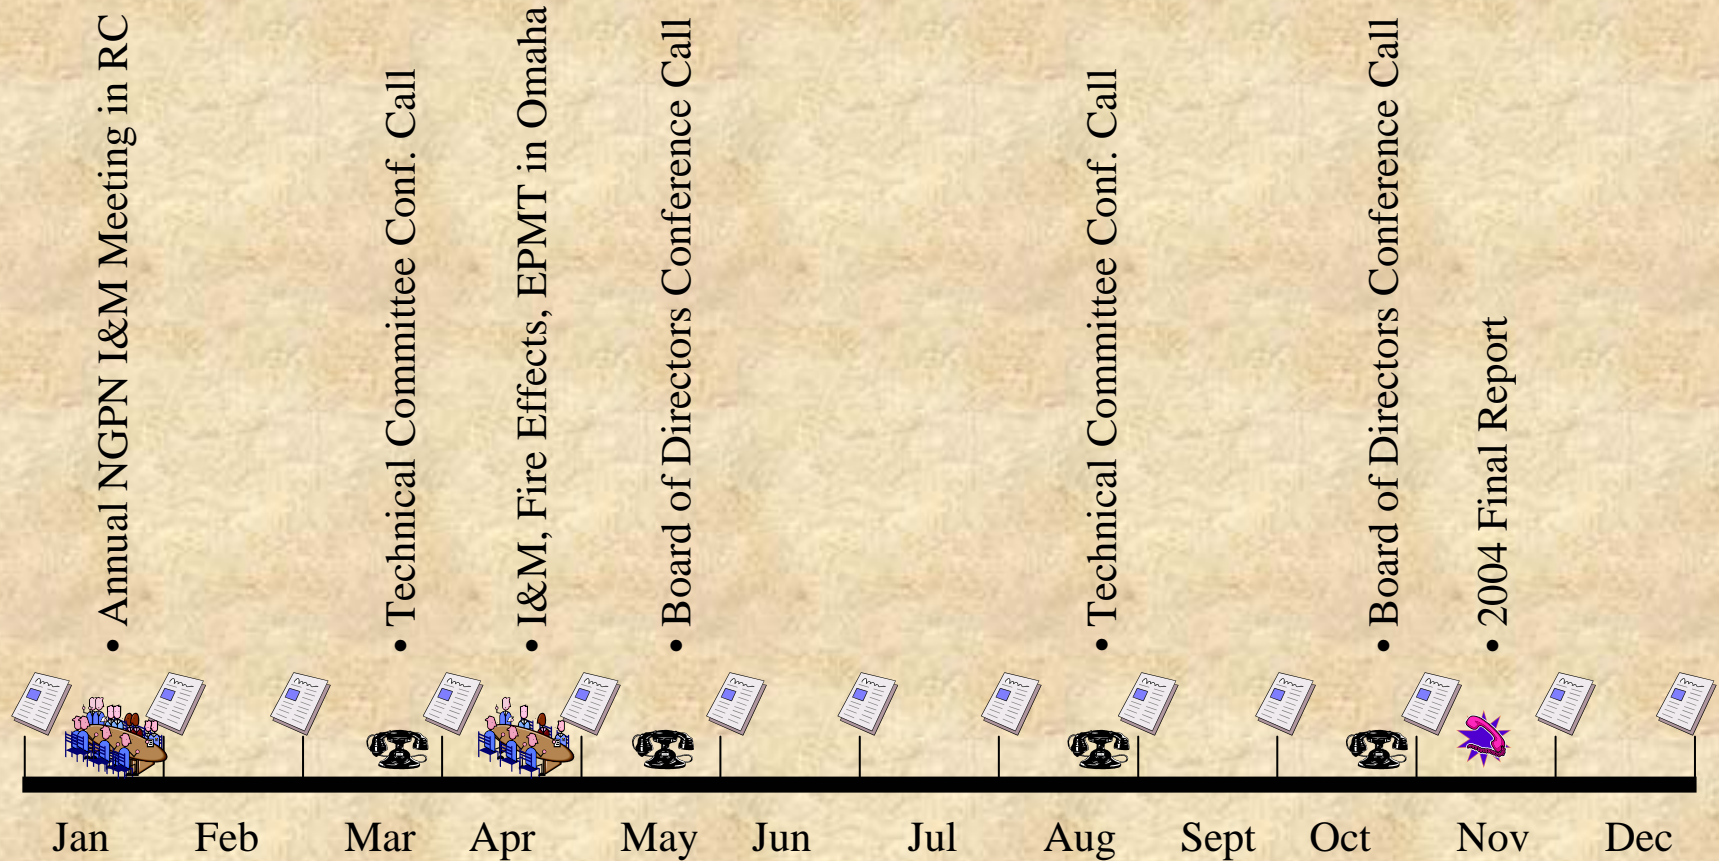 • Annual NGPN I&M Meeting in RC
• Technical Committee Conf. Call
• I&M, Fire Effects, EPMT in Omaha
• Board of Directors Conference Call
• Technical Committee Conf. Call
• Board of Directors Conference Call
• 2004 Final Report
Jan Feb Mar Apr May Jun Jul Aug Sept Oct Nov Dec